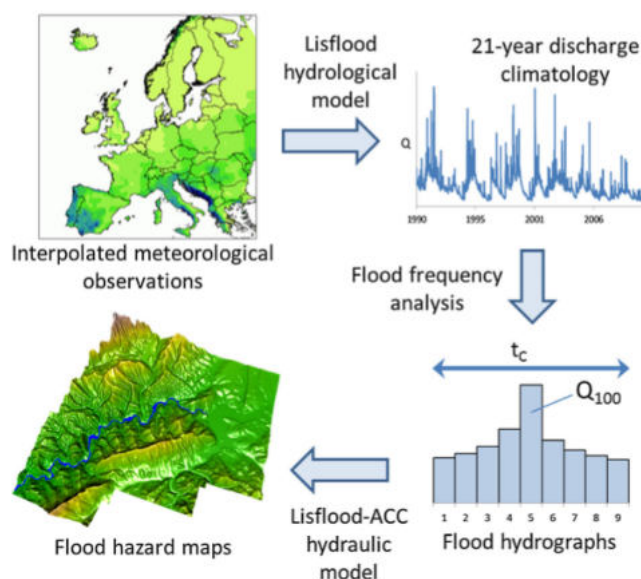 Lisflood
hydrological
model
21-year discharge
climatology
Q
1990
1995
2001
2006
Interpolated meteorological
observations
Flood frequency
analysis
tC
Q100
1 2 3 4 5 6 7 8 9
Flood hydrographs
Lisflood-ACC
hydraulic
model
Flood hazard maps